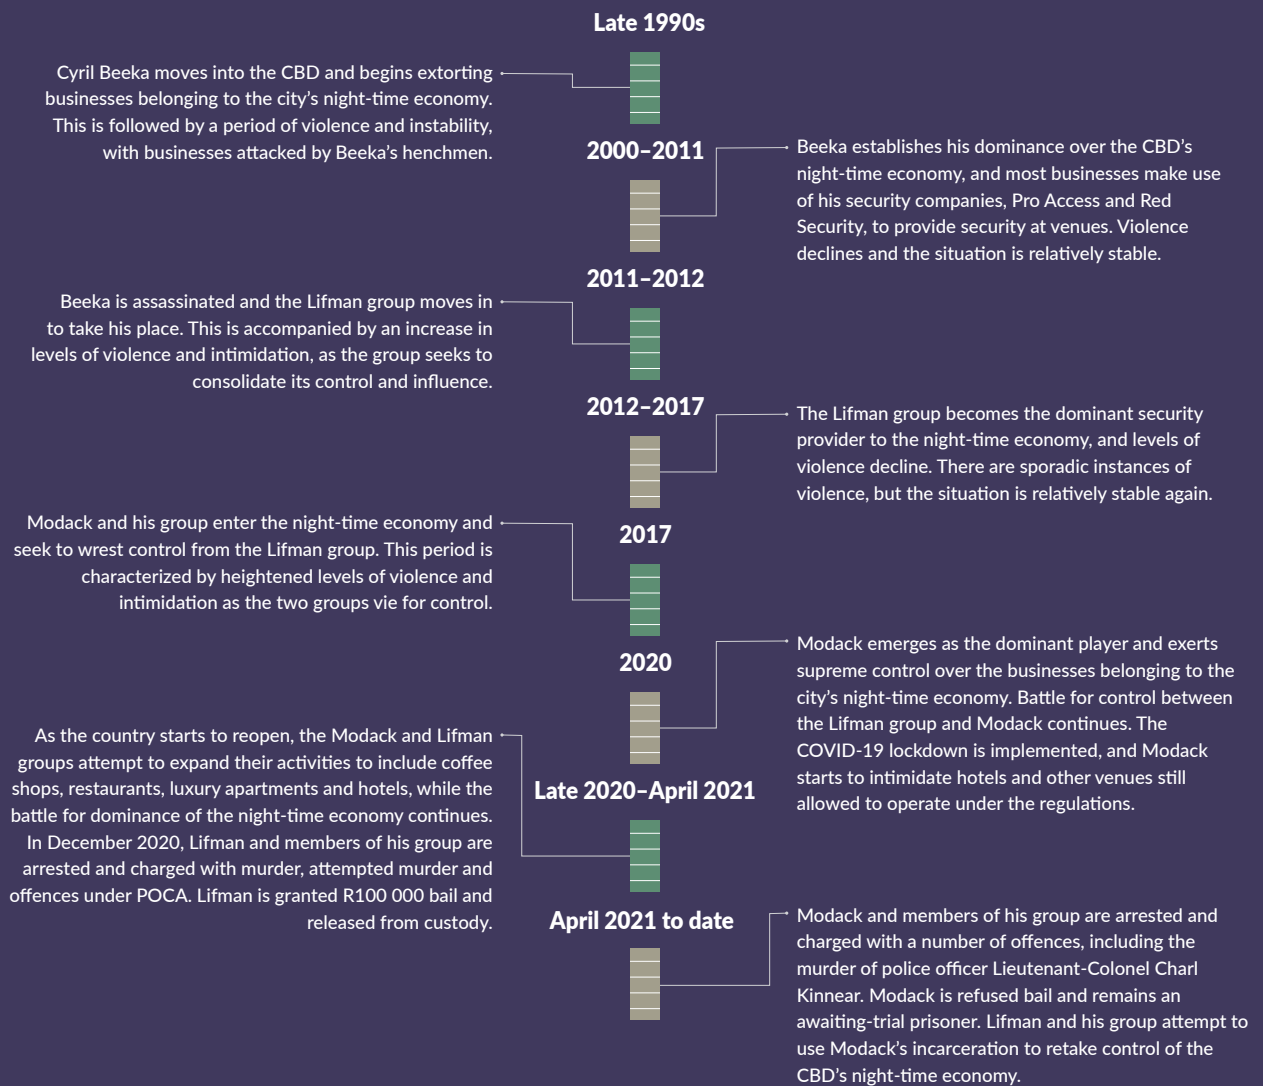 Late 1990s
Cyril Beeka moves into the CBD and begins extorting
businesses belonging to the city’s night-time economy.
This is followed by a period of violence and instability,
with businesses attacked by Beeka’s henchmen.
2000–2011
Beeka establishes his dominance over the CBD’s
night-time economy, and most businesses make use
of his security companies, Pro Access and Red
Security, to provide security at venues. Violence
declines and the situation is relatively stable.
2011–2012
Beeka is assassinated and the Lifman group moves in
to take his place. This is accompanied by an increase in
levels of violence and intimidation, as the group seeks to
consolidate its control and influence.
2012–2017
The Lifman group becomes the dominant security
provider to the night-time economy, and levels of
violence decline. There are sporadic instances of
violence, but the situation is relatively stable again.
2017
Modack and his group enter the night-time economy and
seek to wrest control from the Lifman group. This period is
characterized by heightened levels of violence and
intimidation as the two groups vie for control.
2020
Modack emerges as the dominant player and exerts
supreme control over the businesses belonging to the
city’s night-time economy. Battle for control between
the Lifman group and Modack continues. The
COVID-19 lockdown is implemented, and Modack
starts to intimidate hotels and other venues still
allowed to operate under the regulations.
Late 2020–April 2021
As the country starts to reopen, the Modack and Lifman
groups attempt to expand their activities to include coffee
shops, restaurants, luxury apartments and hotels, while the
battle for dominance of the night-time economy continues.
In December 2020, Lifman and members of his group are
arrested and charged with murder, attempted murder and
offences under POCA. Lifman is granted R100 000 bail and
released from custody.
April 2021 to date
Modack and members of his group are arrested and
charged with a number of offences, including the
murder of police officer Lieutenant-Colonel Charl
Kinnear. Modack is refused bail and remains an
awaiting-trial prisoner. Lifman and his group attempt to
use Modack’s incarceration to retake control of the
CBD’s night-time economy.